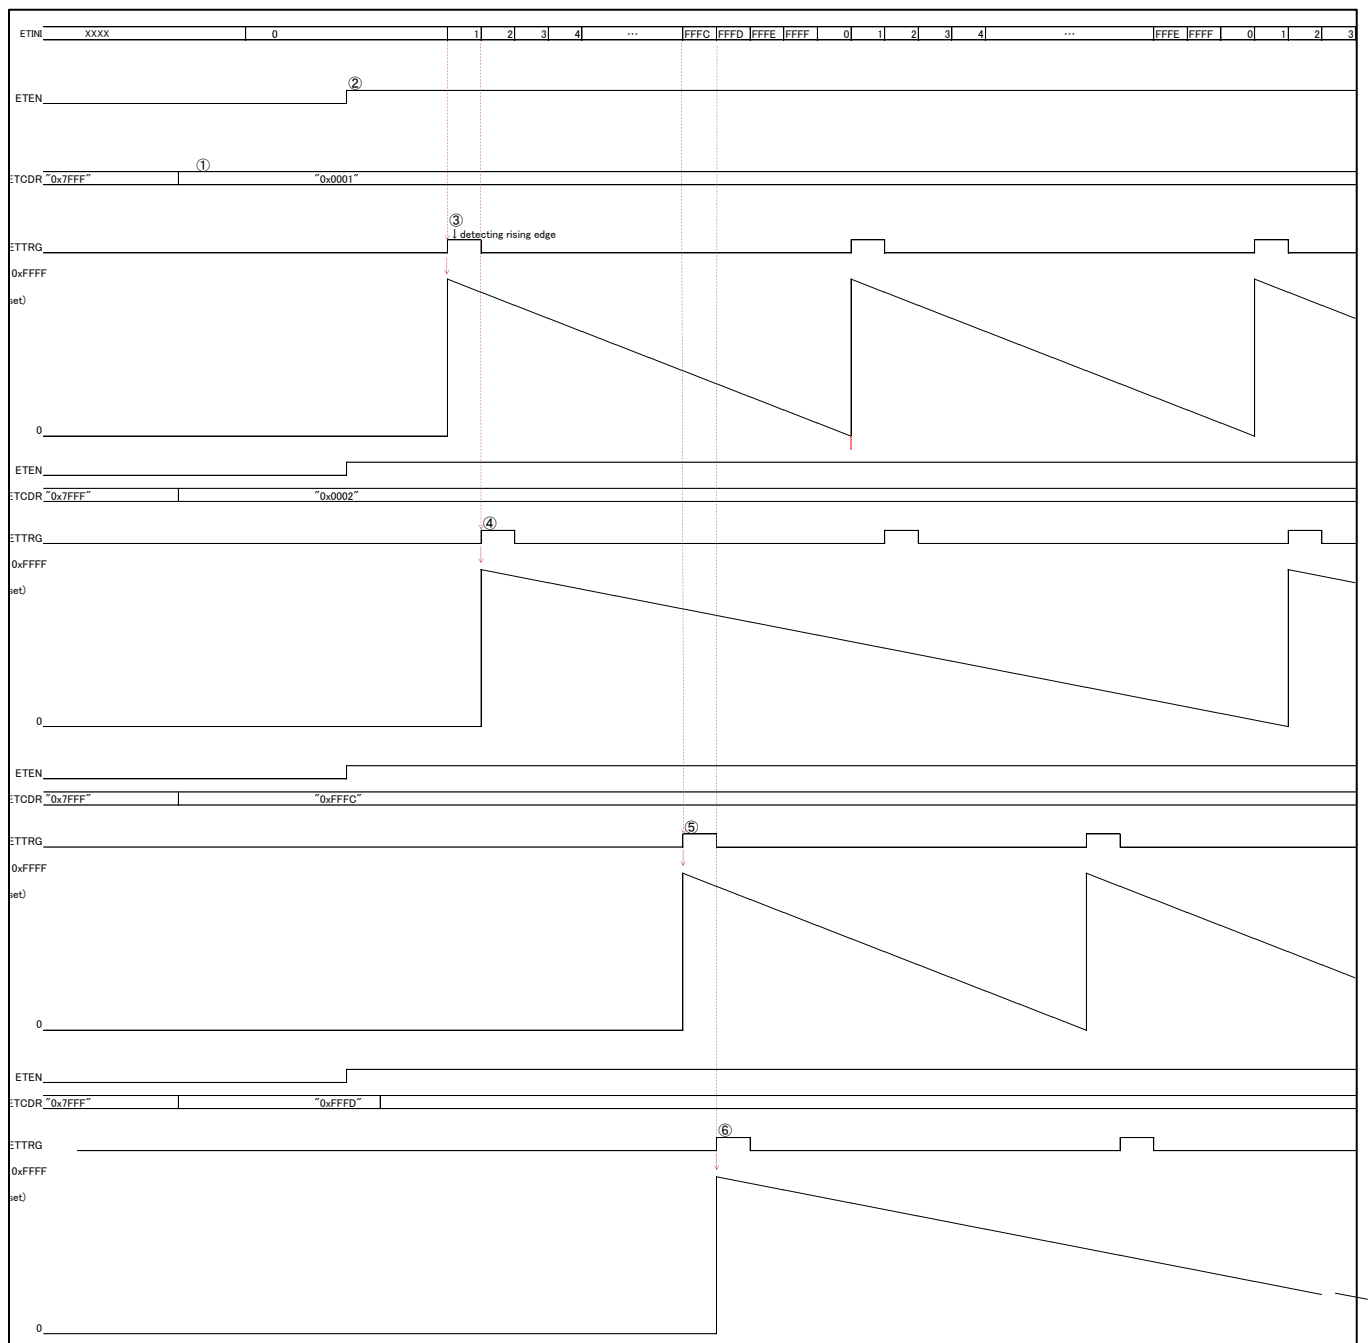 ETINI XXXX 0 1 2 3 4 … FFFC FFFD FFFE FFFF 0 1 2 3 4 … FFFE FFFF 0 1 2 3
②
ETEN
①
ETCDR "0x7FFF" "0x0001"
③
↓detecting rising edge
ETTRG
0xFFFF
set)
0
ETEN
ETCDR "0x7FFF" "0x0002"
④
ETTRG
0xFFFF
set)
0
ETEN
ETCDR "0x7FFF" "0xFFFC"
⑤
ETTRG
0xFFFF
set)
0
ETEN
ETCDR "0x7FFF" "0xFFFD"
⑥
ETTRG
0xFFFF
set)
0